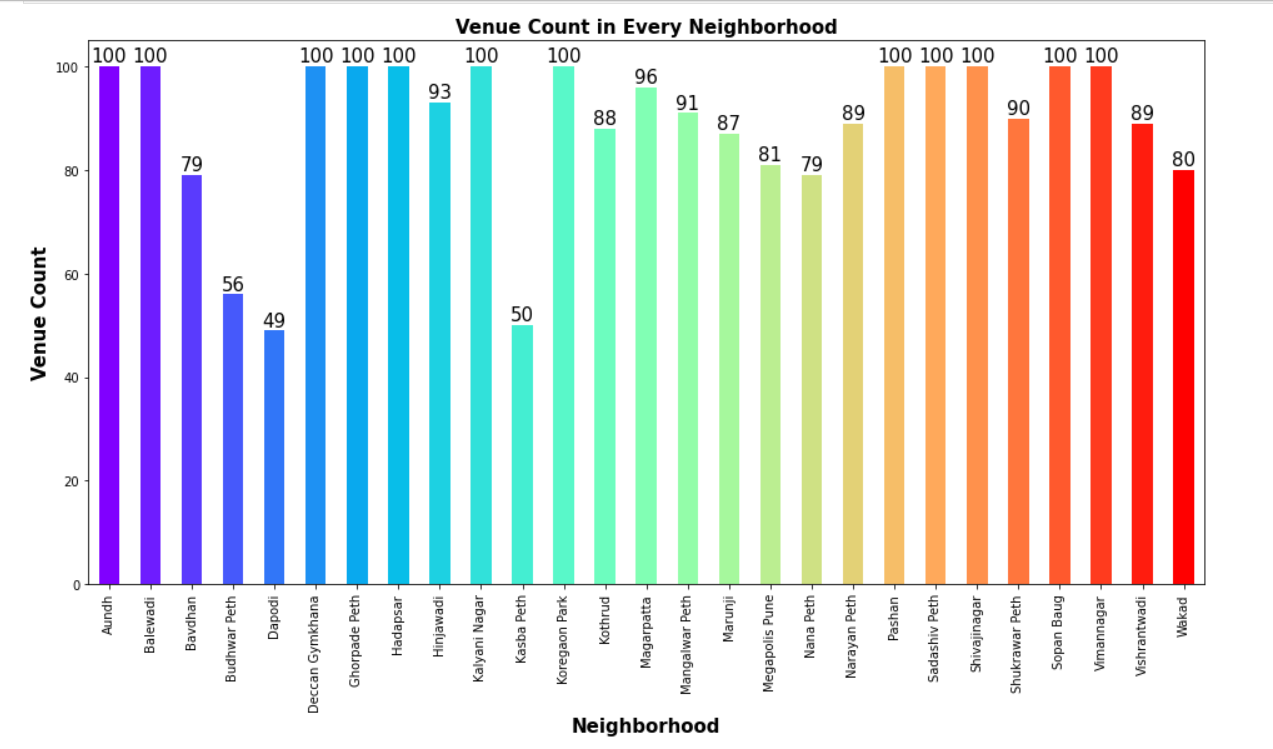 Venue Count in Every Neighborhood
100 100 79 56 49 100 100 100 93 100 50 100 88 96 91 87 81 79 89 100 100 100 90 100 100 89 80
Venue Count
100
80
60
40
20
0
Aundh
Balewadi
Bavdhan
Budhwar Peth
Dapodi
Deccan Gymkhana
Ghorpade Peth
Hadapsar
Hinjawadi
Kalyani Nagar
Kasba Peth
Koregaon Park
Kothrud
Magarpatta
Mangalwar Peth
Marunji
Megapolis Pune
Nana Peth
Narayan Peth
Pashan
Sadashiv Peth
Shivajinagar
Shukrawar Peth
Sopan Baug
Vimannagar
Vishrantwadi
Wakad
Neighborhood